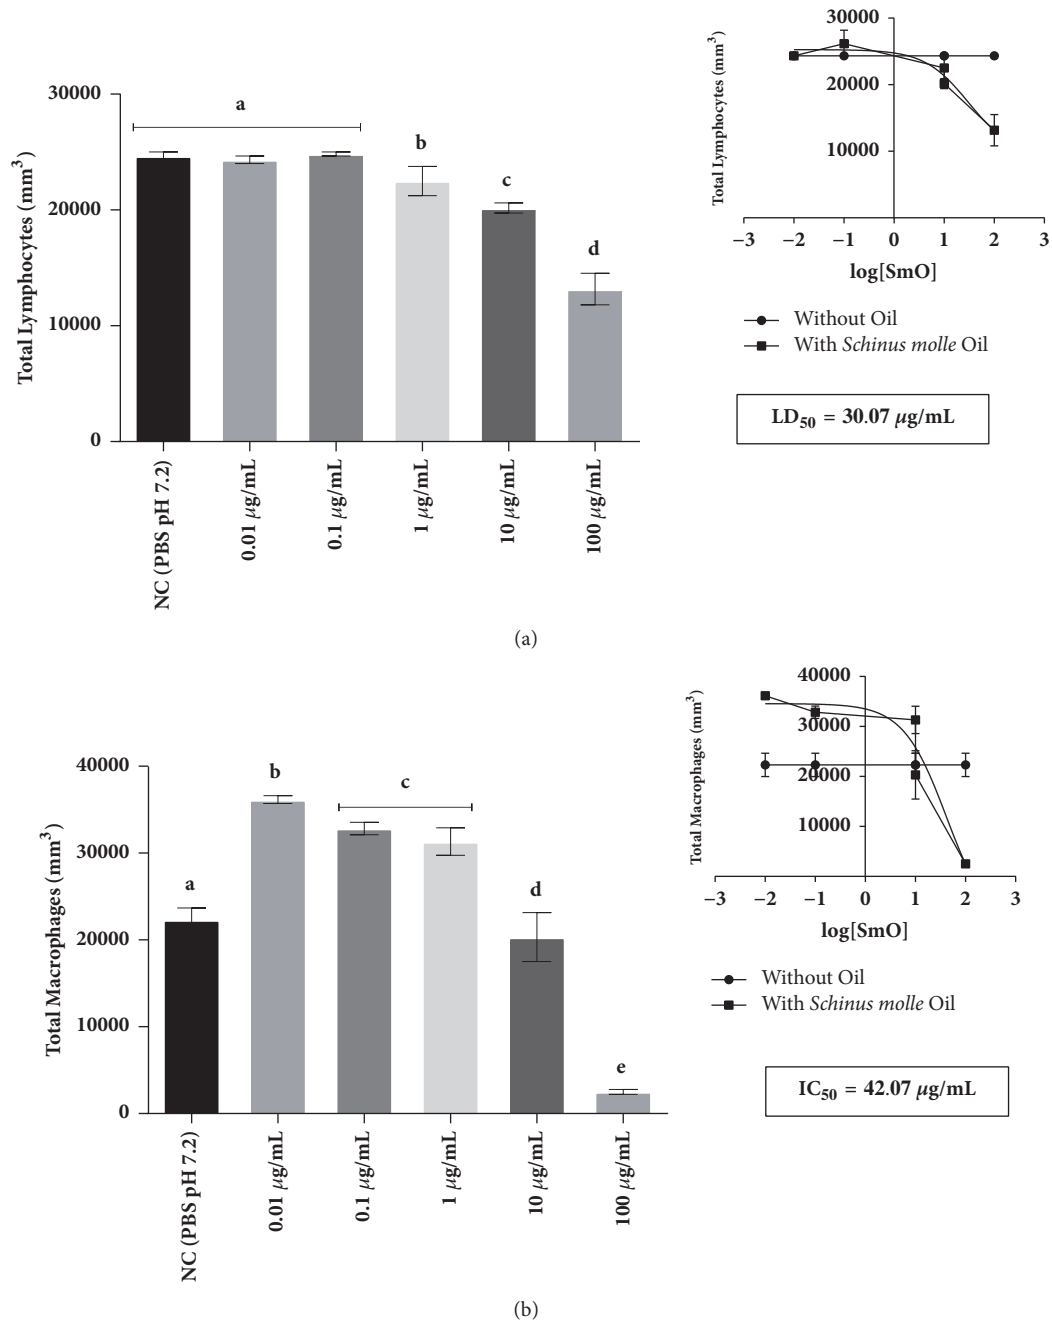 30000
20000
10000
0
Total Lymphocytes (mm³)
a
b
c
d
NC (PBS pH 7.2)
0.01 μg/mL
0.1 μg/mL
1 μg/mL
10 μg/mL
100 μg/mL
30000
20000
10000
Total Lymphocytes (mm³)
−3 −2 −1 0 1 2 3
log[SmO]
Without Oil
With Schinus molle Oil
LD₅₀ = 30.07 μg/mL
(a)
40000
30000
20000
10000
0
Total Macrophages (mm³)
a
b
c
d
e
NC (PBS pH 7.2)
0.01 μg/mL
0.1 μg/mL
1 μg/mL
10 μg/mL
100 μg/mL
40000
30000
20000
10000
Total Macrophages (mm³)
−3 −2 −1 0 1 2 3
log[SmO]
Without Oil
With Schinus molle Oil
IC₅₀ = 42.07 μg/mL
(b)